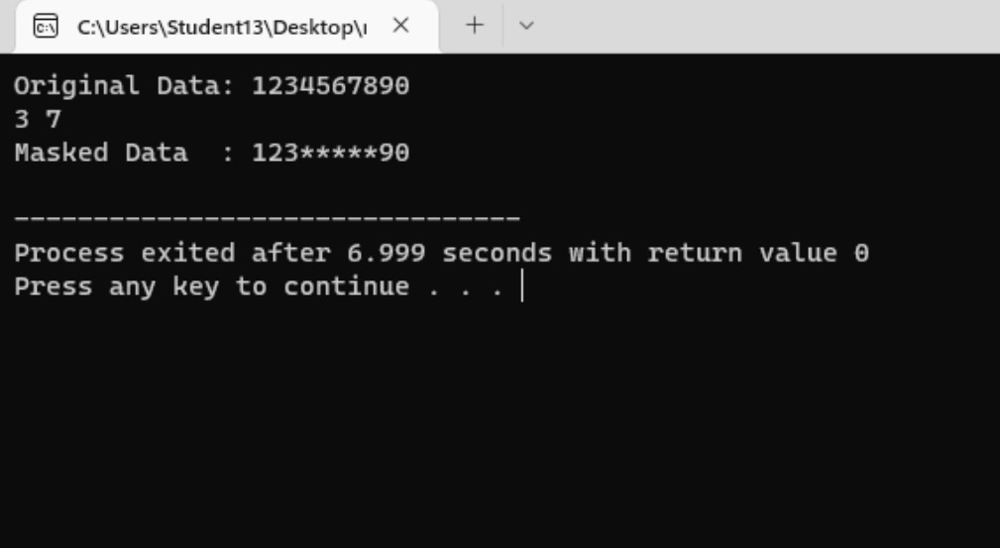 C:\Users\Student13\Desktop\
Original Data: 1234567890
3 7
Masked Data  : 123*****90
--------------------------------
Process exited after 6.999 seconds with return value 0
Press any key to continue . . .